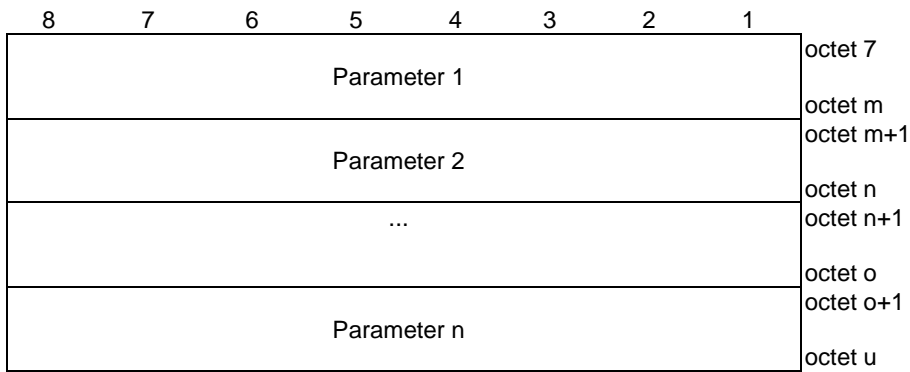 8 7 6 5 4 3 2 1
octet 7
Parameter 1
octet m
octet m+1
Parameter 2
octet n
... octet n+1
octet o
octet o+1
Parameter n
octet u